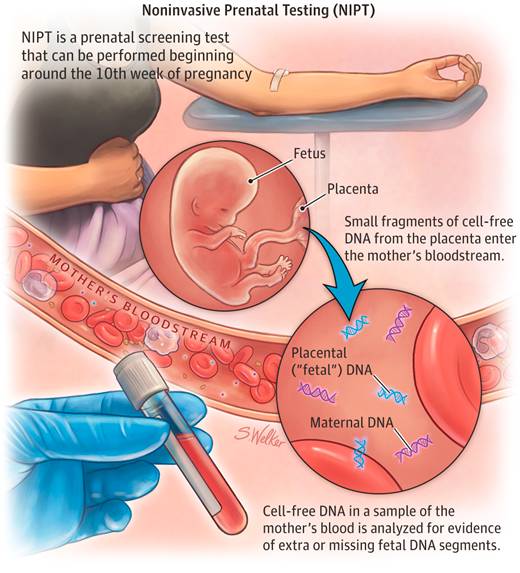 Noninvasive Prenatal Testing (NIPT)
NIPT is a prenatal screening test
that can be performed beginning
around the 10th week of pregnancy
Fetus
Placenta
Small fragments of cell-free
DNA from the placenta enter
the mother's bloodstream.
MOTHER'S BLOODSTREAM
Placental
("fetal") DNA
Maternal DNA
S Welker
Cell-free DNA in a sample of the
mother's blood is analyzed for evidence
of extra or missing fetal DNA segments.